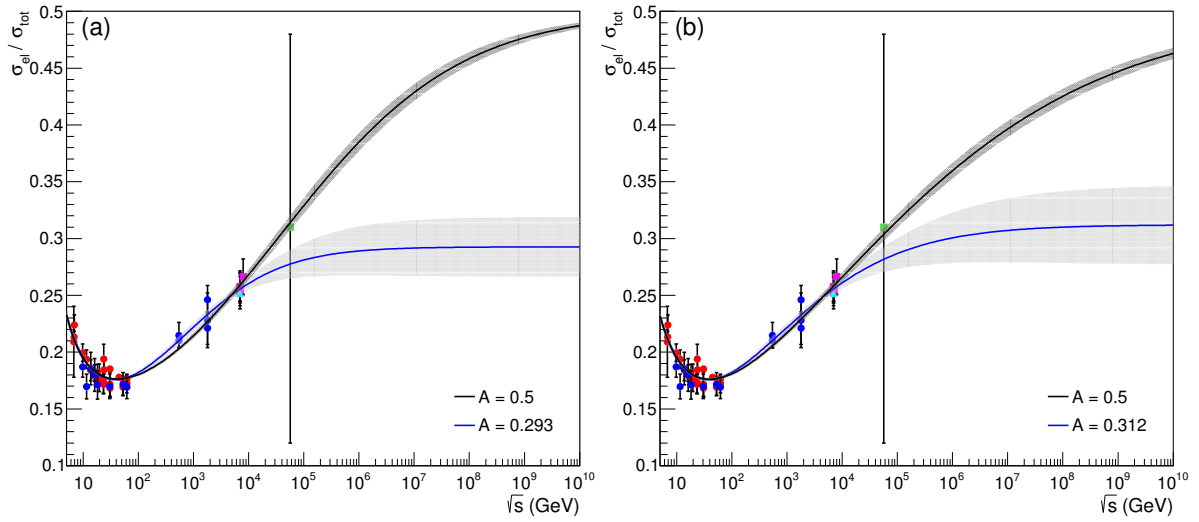 σel / σtot
(a)
0.5
0.45
0.4
0.35
0.3
0.25
0.2
0.15
0.1
A = 0.5
A = 0.293
10 10² 10³ 10⁴ 10⁵ 10⁶ 10⁷ 10⁸ 10⁹ 10¹⁰
√s (GeV)
σel / σtot
(b)
0.5
0.45
0.4
0.35
0.3
0.25
0.2
0.15
0.1
A = 0.5
A = 0.312
10 10² 10³ 10⁴ 10⁵ 10⁶ 10⁷ 10⁸ 10⁹ 10¹⁰
√s (GeV)